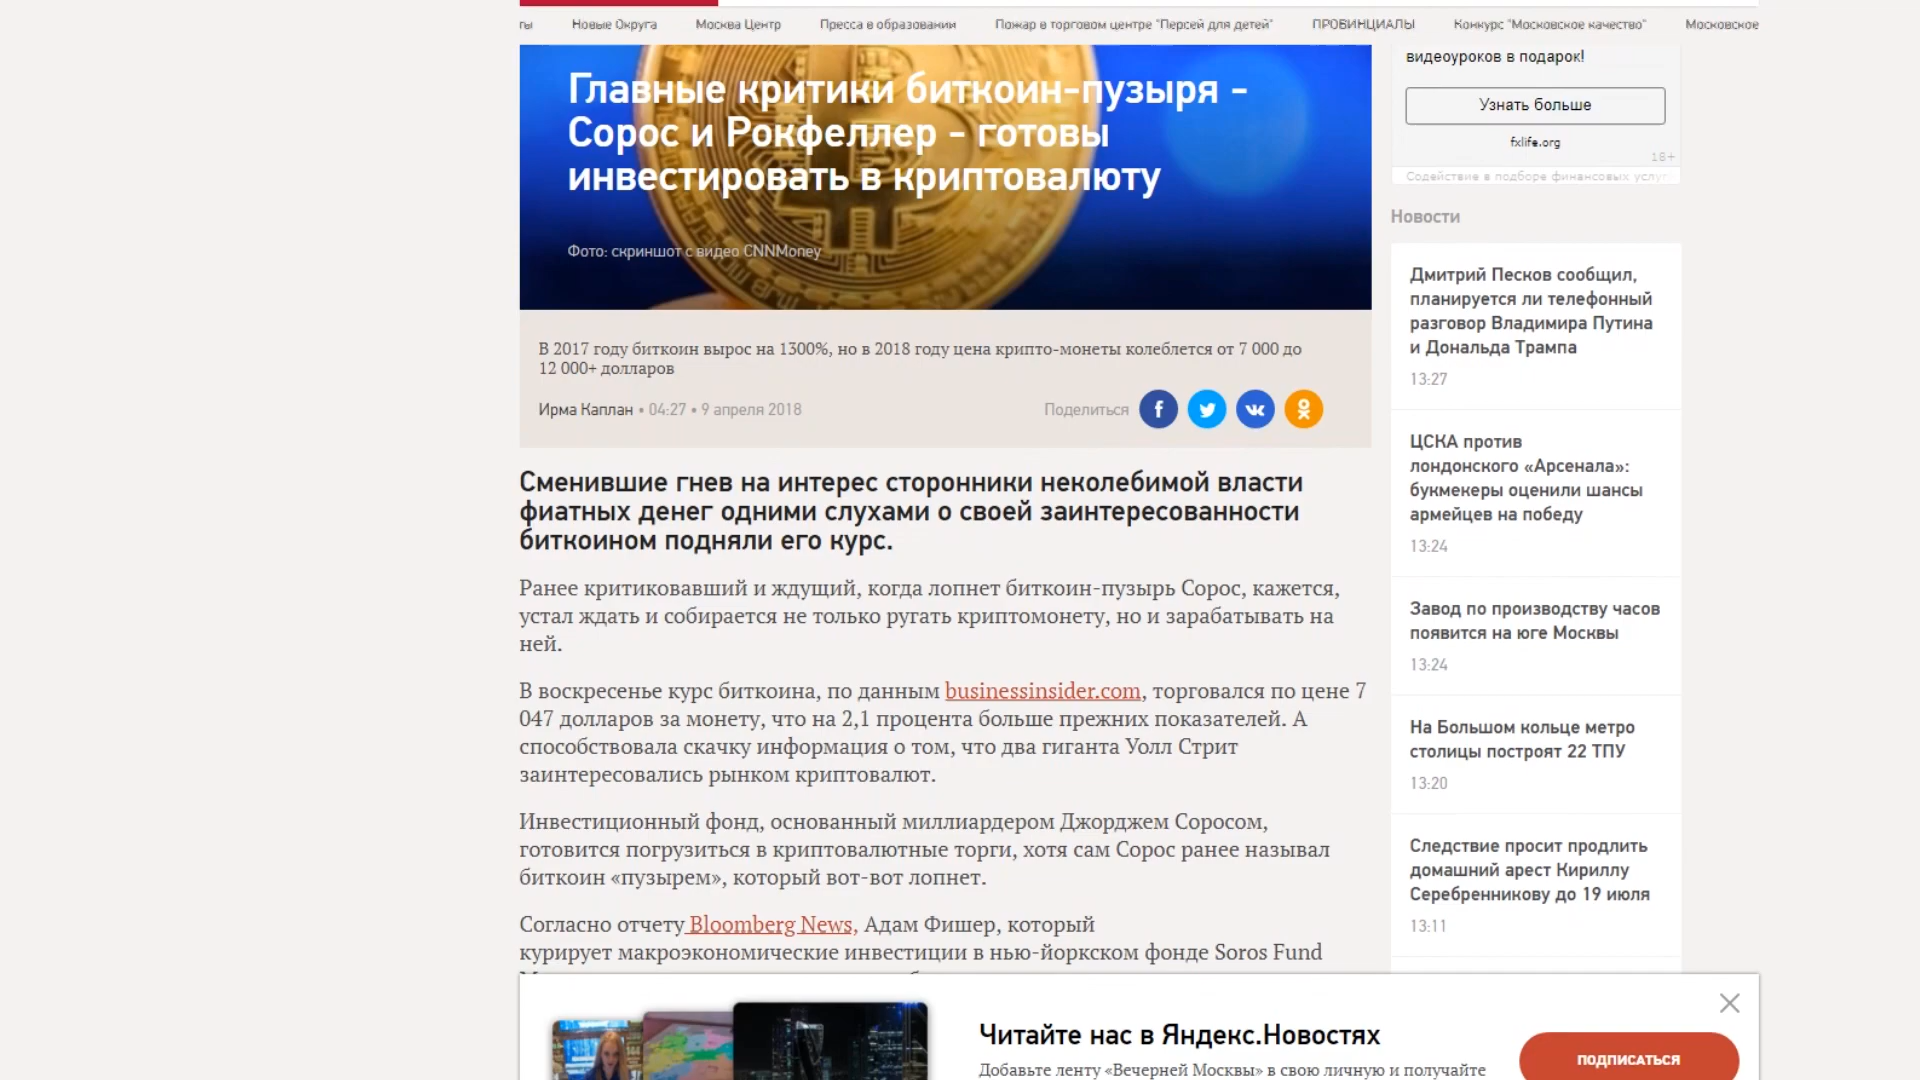 ты Новые Округа Москва Центр Пресса в образовании Пожар в торговом центре "Персей для детей" ПРОВИНЦИАЛЫ Конкурс "Московское качество" Московское
Главные критики биткоин-пузыря -
Сорос и Рокфеллер - готовы
инвестировать в криптовалюту
Фото: скриншот с видео CNNMoney
В 2017 году биткоин вырос на 1300%, но в 2018 году цена крипто-монеты колеблется от 7 000 до
12 000+ долларов
Ирма Каплан • 04:27 • 9 апреля 2018
Поделиться
Сменившие гнев на интерес сторонники неколебимой власти
фиатных денег одними слухами о своей заинтересованности
биткоином подняли его курс.
Ранее критиковавший и ждущий, когда лопнет биткоин-пузырь Сорос, кажется,
устал ждать и собирается не только ругать криптомонету, но и зарабатывать на
ней.
В воскресенье курс биткоина, по данным businessinsider.com, торговался по цене 7
047 долларов за монету, что на 2,1 процента больше прежних показателей. А
способствовала скачку информация о том, что два гиганта Уолл Стрит
заинтересовались рынком криптовалют.
Инвестиционный фонд, основанный миллиардером Джорджем Соросом,
готовится погрузиться в криптовалютные торги, хотя сам Сорос ранее называл
биткоин «пузырем», который вот-вот лопнет.
Согласно отчету Bloomberg News, Адам Фишер, который
курирует макроэкономические инвестиции в нью-йоркском фонде Soros Fund
видеоуроков в подарок!
Узнать больше
fxlife.org
18+
Содействие в подборе финансовых услуг
Новости
Дмитрий Песков сообщил,
планируется ли телефонный
разговор Владимира Путина
и Дональда Трампа
13:27
ЦСКА против
лондонского «Арсенала»:
букмекеры оценили шансы
армейцев на победу
13:24
Завод по производству часов
появится на юге Москвы
13:24
На Большом кольце метро
столицы построят 22 ТПУ
13:20
Следствие просит продлить
домашний арест Кириллу
Серебренникову до 19 июля
13:11
Читайте нас в Яндекс.Новостях
Добавьте ленту «Вечерней Москвы» в свою личную и получайте
ПОДПИСАТЬСЯ